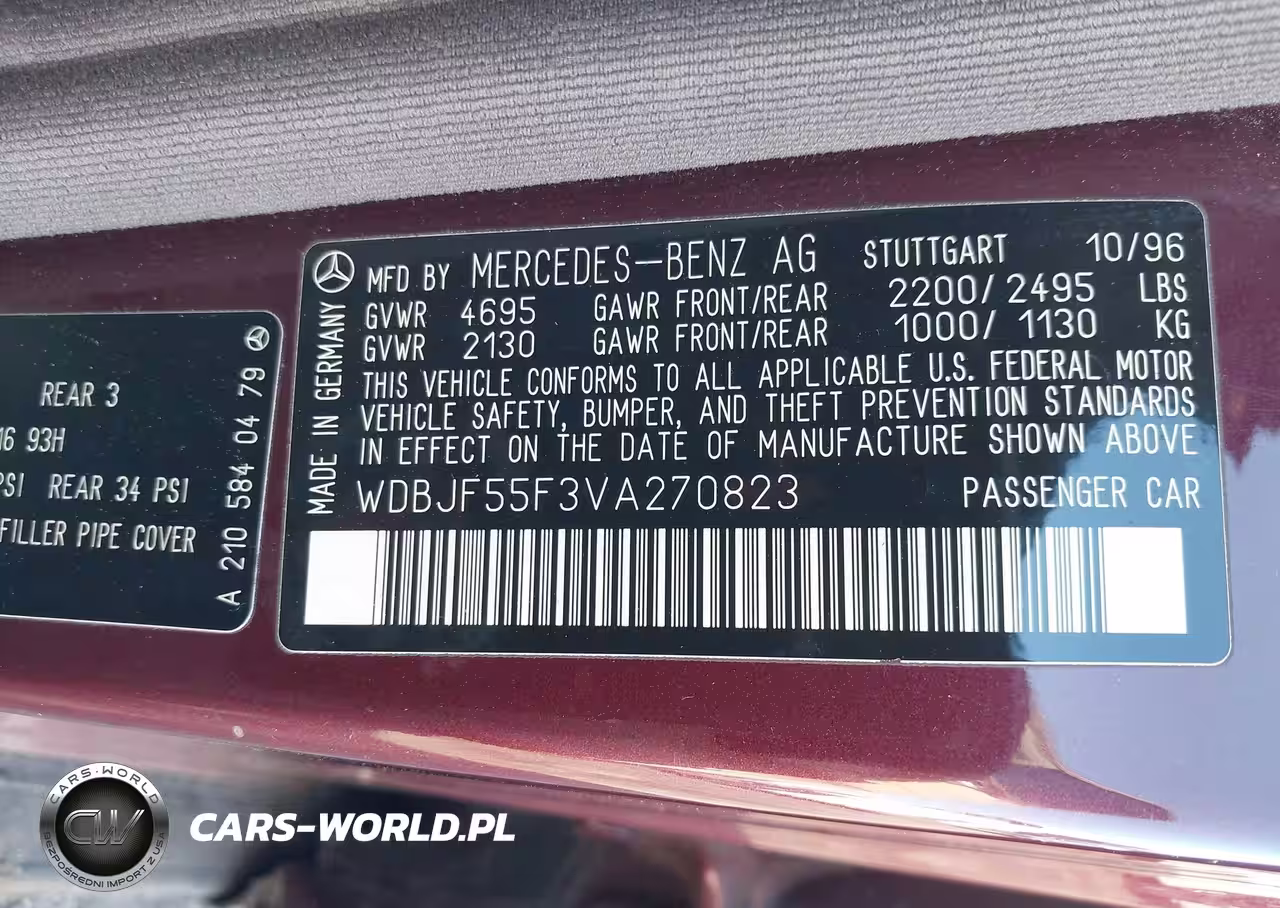 REAR 3
16 93H
PSI REAR 34 PSI
FILLER PIPE COVER
A 210 584 04 79
MADE IN GERMANY
MFD BY MERCEDES-BENZ AG STUTTGART 10/96
GVWR 4695 GAWR FRONT/REAR 2200/ 2495 LBS
GVWR 2130 GAWR FRONT/REAR 1000/ 1130 KG
THIS VEHICLE CONFORMS TO ALL APPLICABLE U.S. FEDERAL MOTOR
VEHICLE SAFETY, BUMPER, AND THEFT PREVENTION STANDARDS
IN EFFECT ON THE DATE OF MANUFACTURE SHOWN ABOVE
WDBJF55F3VA270823 PASSENGER CAR
CARS-WORLD
CW
BEZPOŚREDNI IMPORT Z USA
CARS-WORLD.PL